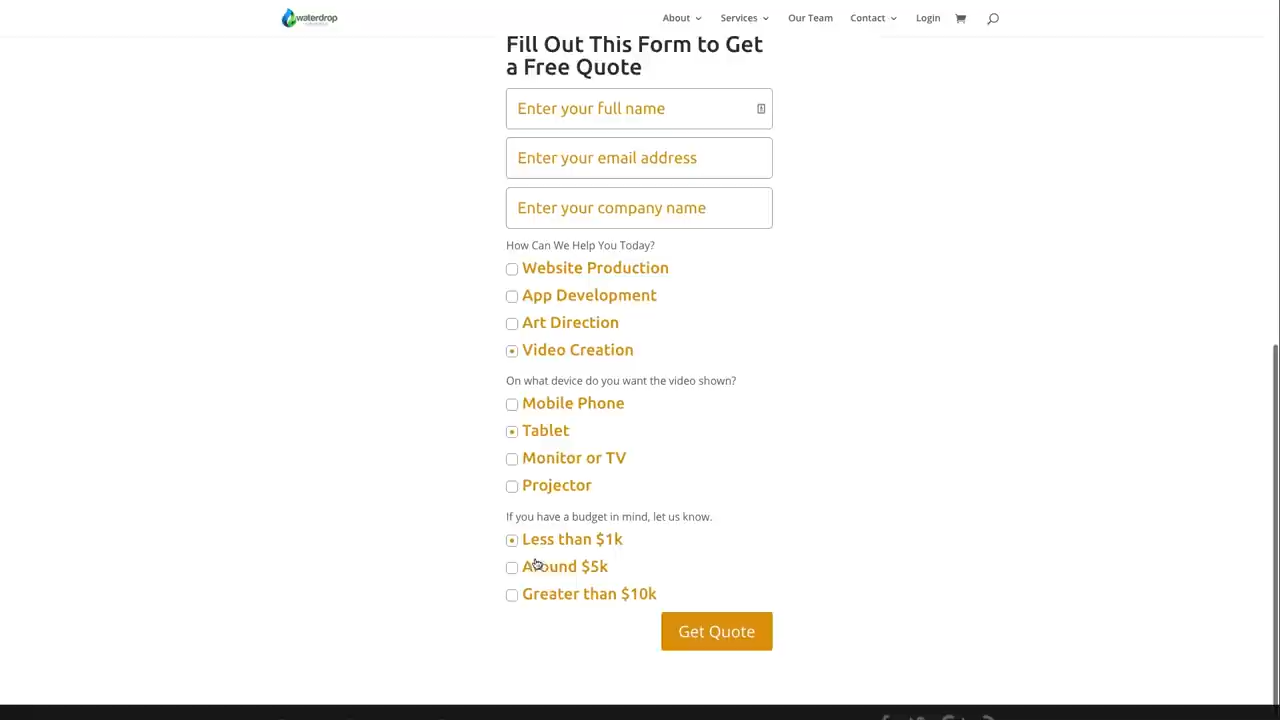 waterdrop
About
Services
Our Team
Contact
Login
Fill Out This Form to Get
a Free Quote
Enter your full name
Enter your email address
Enter your company name
How Can We Help You Today?
Website Production
App Development
Art Direction
Video Creation
On what device do you want the video shown?
Mobile Phone
Tablet
Monitor or TV
Projector
If you have a budget in mind, let us know.
Less than $1k
Around $5k
Greater than $10k
Get Quote